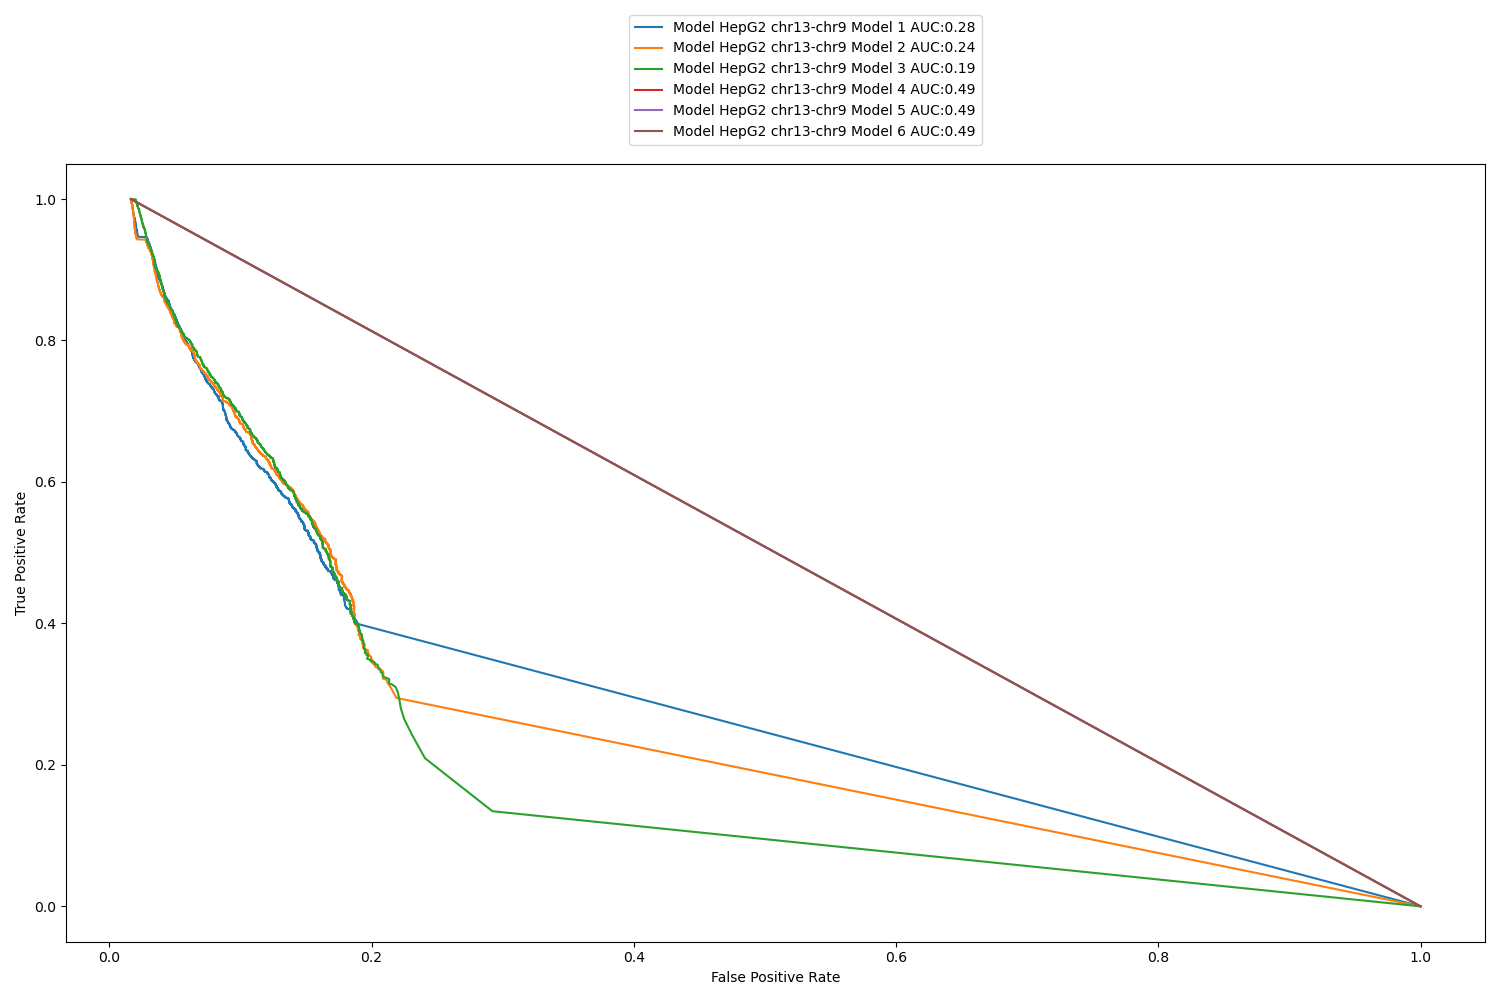 Model HepG2 chr13-chr9 Model 1 AUC:0.28
Model HepG2 chr13-chr9 Model 2 AUC:0.24
Model HepG2 chr13-chr9 Model 3 AUC:0.19
Model HepG2 chr13-chr9 Model 4 AUC:0.49
Model HepG2 chr13-chr9 Model 5 AUC:0.49
Model HepG2 chr13-chr9 Model 6 AUC:0.49
1.0
0.8
0.6
0.4
0.2
0.0
True Positive Rate
0.0 0.2 0.4 0.6 0.8 1.0
False Positive Rate